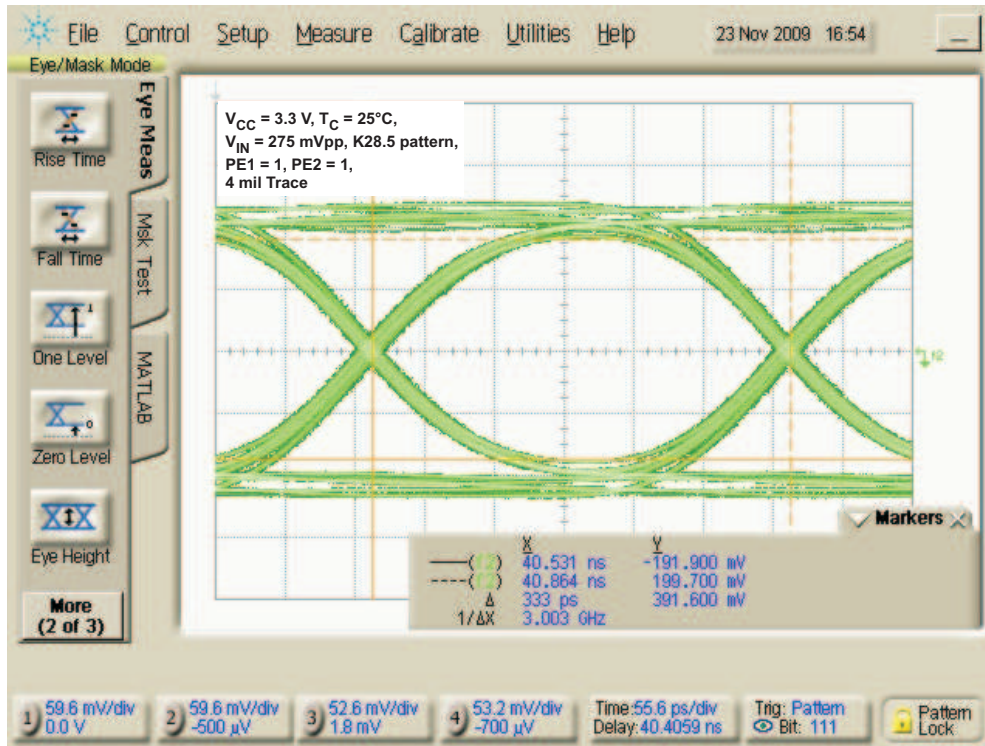 File Control Setup Measure Calibrate Utilities Help 23 Nov 2009 16:54
Eye/Mask Mode
Eye Meas
Msk Test
MATLAB
Rise Time
Fall Time
One Level
Zero Level
Eye Height
More
(2 of 3)
VCC = 3.3 V, TC = 25°C,
VIN = 275 mVpp, K28.5 pattern,
PE1 = 1, PE2 = 1,
4 mil Trace
Markers
X Y
40.531 ns -191.900 mV
40.864 ns 199.700 mV
Δ 333 ps 391.600 mV
1/ΔX 3.003 GHz
1 59.6 mV/div
0.0 V
2 59.6 mV/div
-500 µV
3 52.6 mV/div
1.8 mV
4 53.2 mV/div
-700 µV
Time:55.6 ps/div
Delay:40.4059 ns
Trig: Pattern
Bit: 111
Pattern
Lock